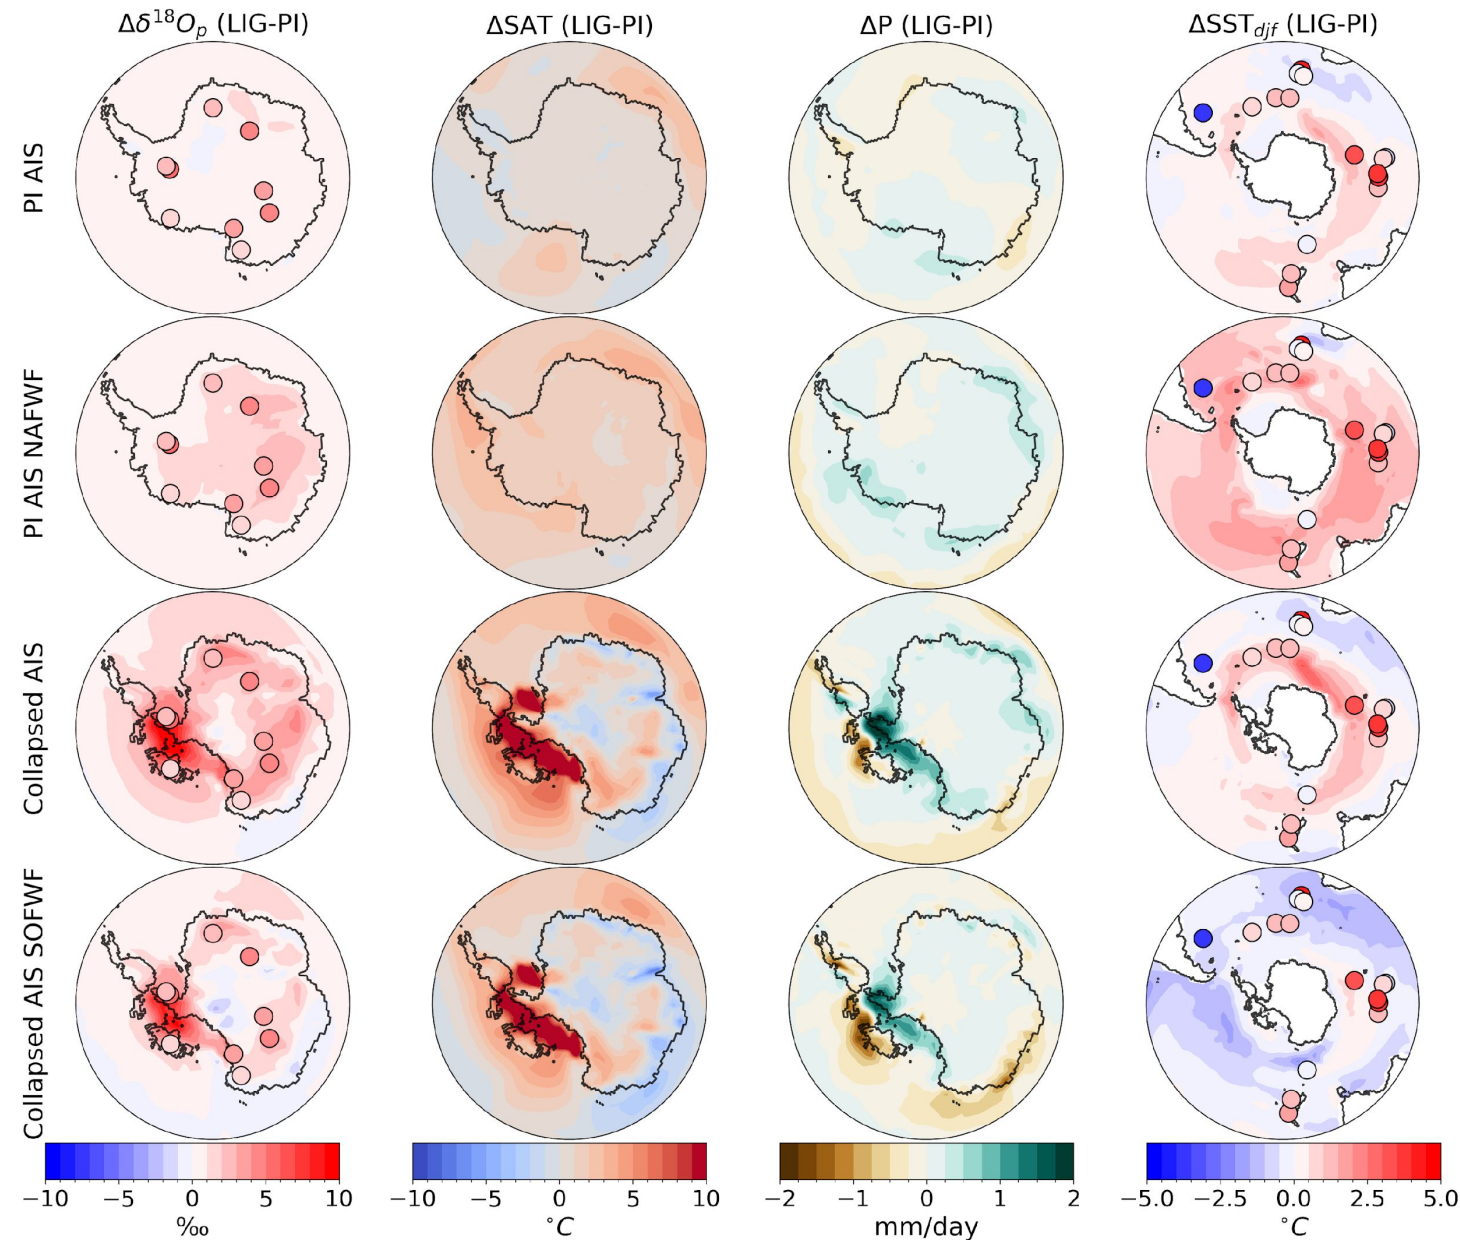 Δδ¹⁸Oₚ (LIG-PI) ΔSAT (LIG-PI) ΔP (LIG-PI) ΔSST_djf (LIG-PI)
PI AIS
PI AIS NAFWF
Collapsed AIS
Collapsed AIS SOFWF
−10 −5 0 5 10 −10 −5 0 5 10 −2 −1 0 1 2 −5.0 −2.5 0.0 2.5 5.0
‰ °C mm/day °C